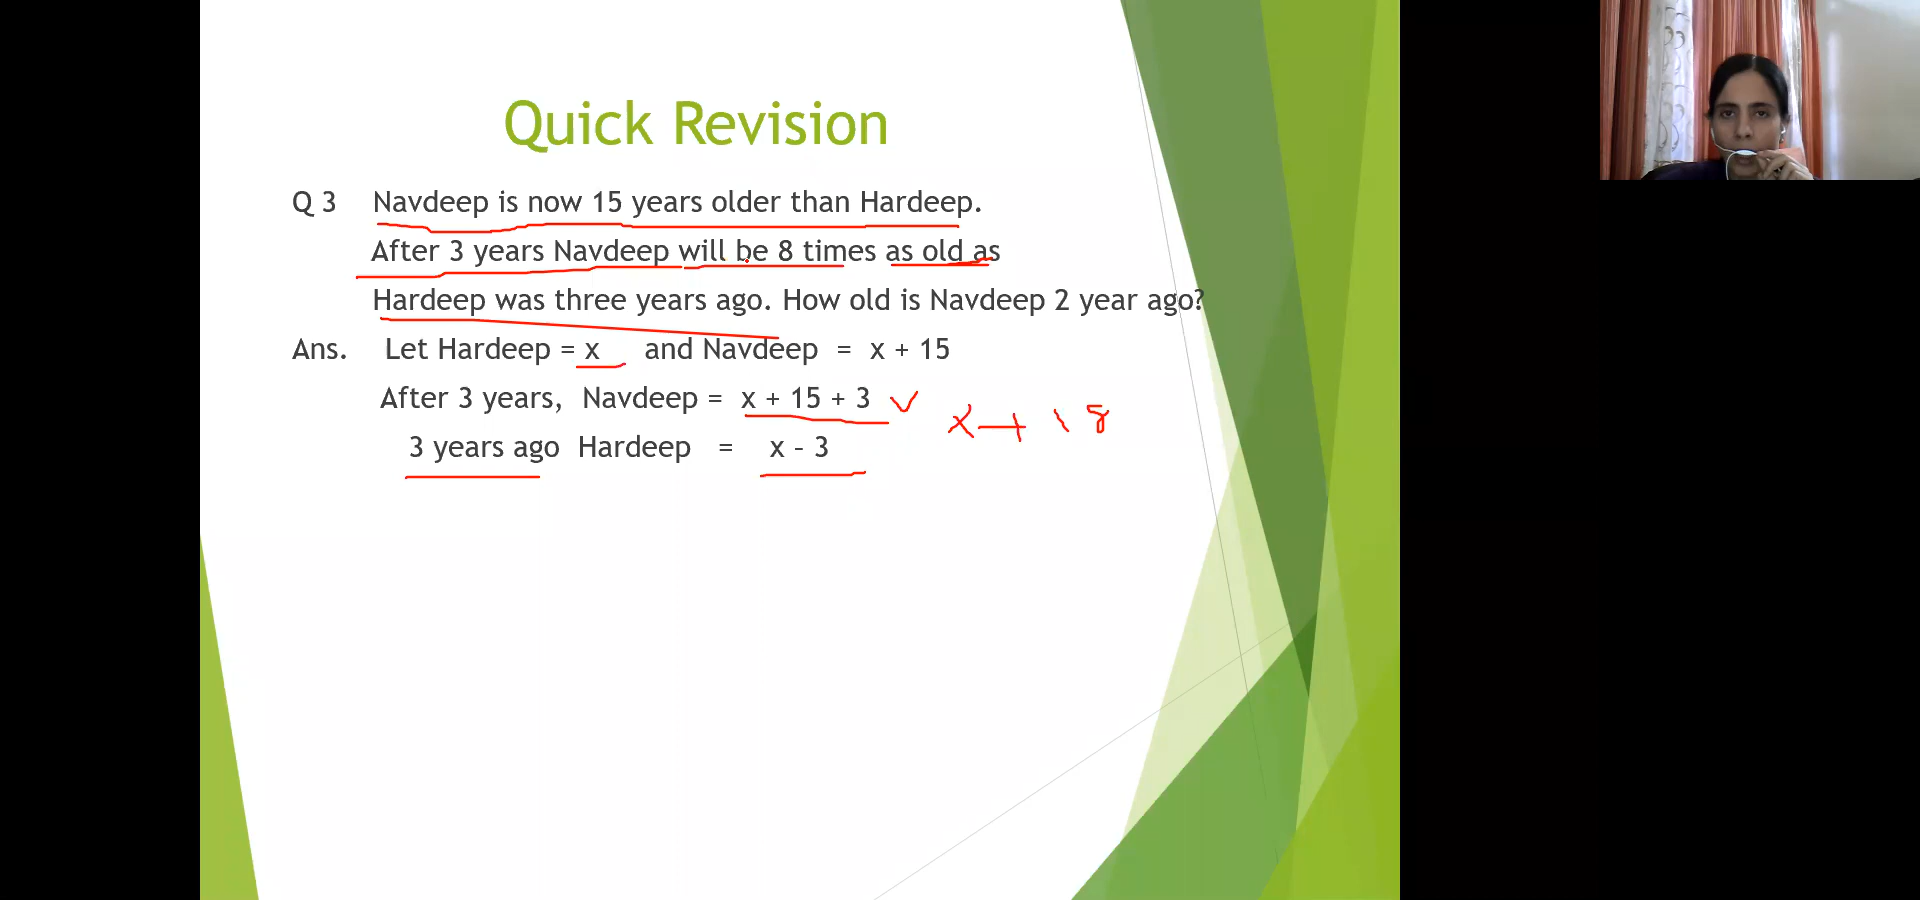 Quick Revision
Q 3 Navdeep is now 15 years older than Hardeep.
After 3 years Navdeep will be 8 times as old as
Hardeep was three years ago. How old is Navdeep 2 year ago?
Ans. Let Hardeep = x and Navdeep = x + 15
After 3 years, Navdeep = x + 15 + 3
x + 18
3 years ago Hardeep = x - 3